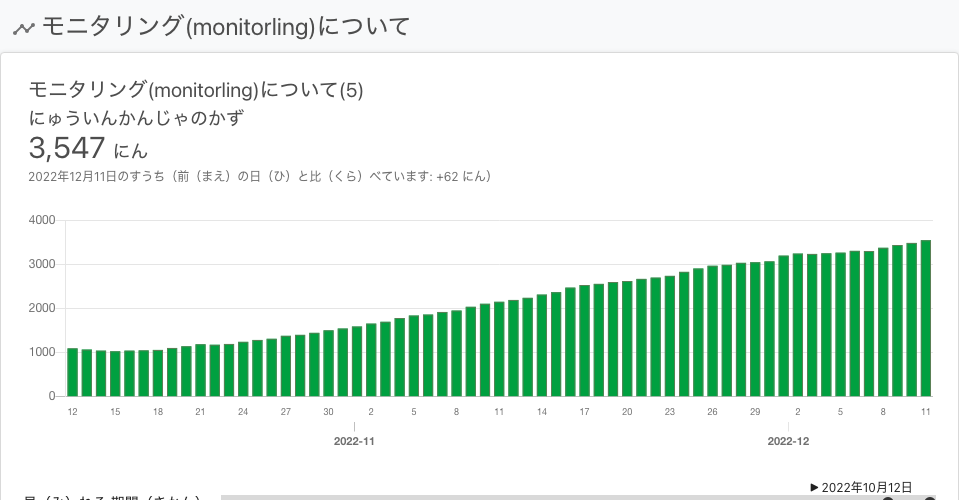 モニタリング(monitorling)について
モニタリング(monitorling)について(5)
にゅういんかんじゃのかず
3,547 にん
2022年12月11日のすうち（前（まえ）の日（ひ）と比（くら）べています: +62 にん）
4000
3000
2000
1000
0
12 15 18 21 24 27 30 2 5 8 11 14 17 20 23 26 29 2 5 8 11
2022-11 2022-12
▶ 2022年10月12日